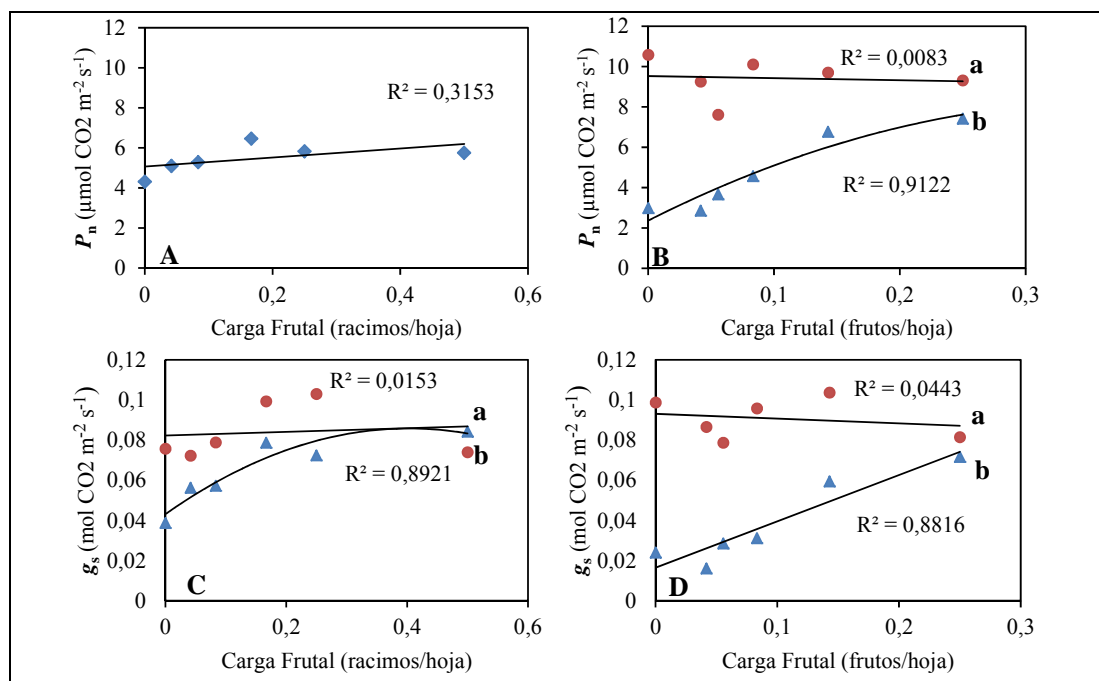 12
10
8
6
4
2
0
0
0,2
0,4
0,6
Pn (µmol CO2 m-2 s-1)
Carga Frutal (racimos/hoja)
R² = 0,3153
A
12
10
8
6
4
2
0
0
0,1
0,2
0,3
Pn (µmol CO2 m-2 s-1)
Carga Frutal (frutos/hoja)
R² = 0,0083
a
b
R² = 0,9122
B
0,12
0,1
0,08
0,06
0,04
0,02
0
0
0,2
0,4
0,6
gs (mol CO2 m-2 s-1)
Carga Frutal (racimos/hoja)
R² = 0,0153
a
b
R² = 0,8921
C
0,12
0,1
0,08
0,06
0,04
0,02
0
0
0,1
0,2
0,3
gs (mol CO2 m-2 s-1)
Carga Frutal (frutos/hoja)
R² = 0,0443
a
b
R² = 0,8816
D